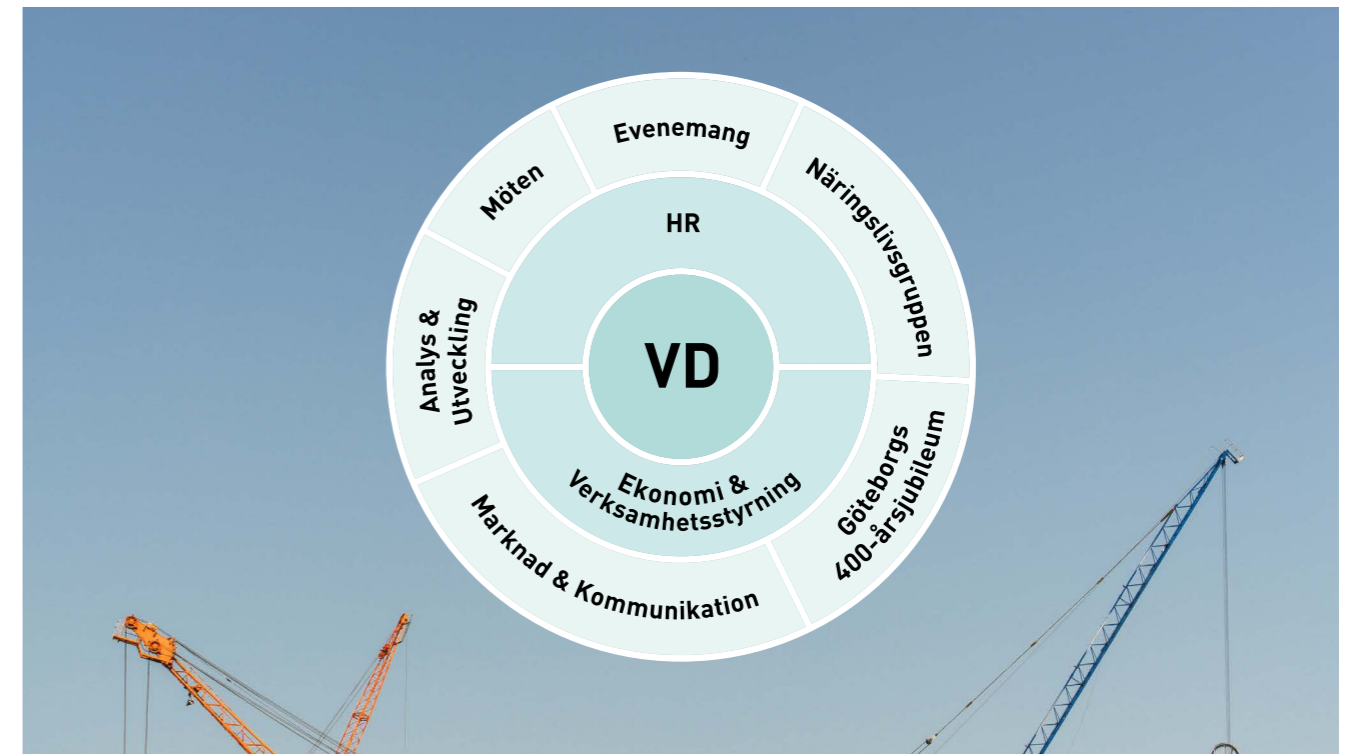 Evenemang
Möten
Näringslivsgruppen
HR
Analys &
Utveckling
VD
Ekonomi &
Verksamhetsstyrning
Göteborgs
400-årsjubileum
Marknad & Kommunikation